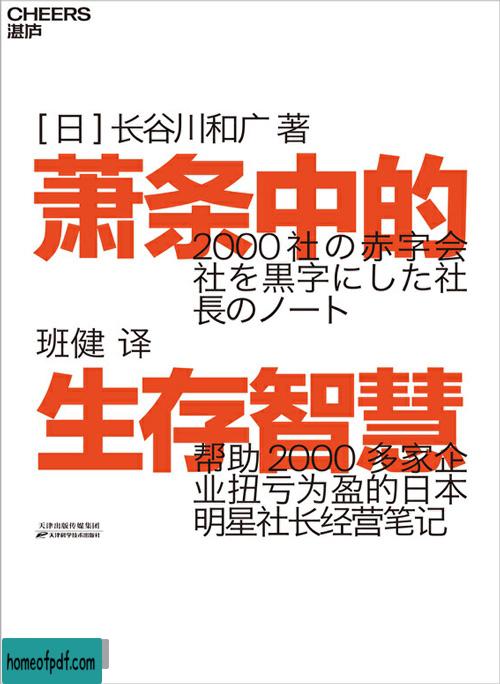 CHEERS
湛庐
[日]长谷川和广 著
萧条中的
2000社の赤字会
社を黒字にした社
長のノート
班健 译
生存智慧
帮助2000多家企
业扭亏为盈的日本
明星社长经营笔记
天津出版传媒集团
天津科学技术出版社
homeofpdf.com